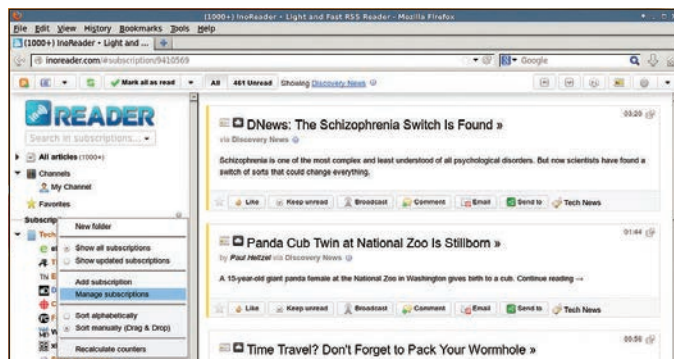 (1000+) InoReader - Light and Fast RSS Reader - Mozilla Firefox
File Edit View History Bookmarks Tools Help
(1000+) InoReader - Light and ...
inoreader.com/#subscription/9410569
Google
Mark all as read All 461 Unread Showing Discovery News
READER
Search in subscriptions...
All articles (1000+)
Channels
My Channel
Favorites
Subscrip
Tech
New folder
Show all subscriptions
Show updated subscriptions
Add subscription
Manage subscriptions
Sort alphabetically
Sort manually (Drag & Drop)
Recalculate counters
DNews: The Schizophrenia Switch Is Found »
03:20
via Discovery News
Schizophrenia is one of the most complex and least understood of all psychological disorders. But now scientists have found a
switch of sorts that could change everything.
Like Keep unread Broadcast Comment Email Send to Tech News
Panda Cub Twin at National Zoo Is Stillborn »
01:44
by Paul Heltzel via Discovery News
A 15-year-old giant panda female at the National Zoo in Washington gives birth to a cub. Continue reading →
Like Keep unread Broadcast Comment Email Send to Tech News
Time Travel? Don't Forget to Pack Your Wormhole »
00:56